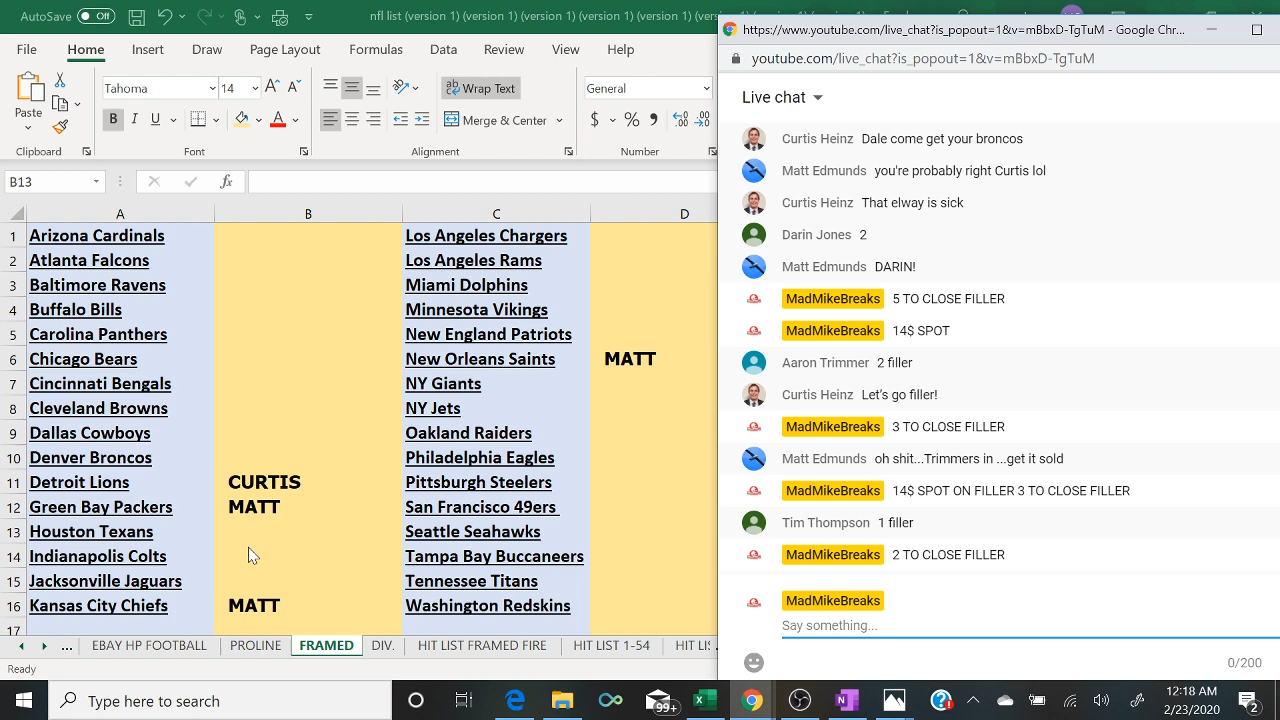 AutoSave Off nfl list (version 1) (version 1) (version 1)
https://www.youtube.com/live_chat?is_popout=1&v=mBbxD-TgTuM - Google Chr...
File Home Insert Draw Page Layout Formulas Data Review View Help
youtube.com/live_chat?is_popout=1&v=mBbxD-TgTuM
Paste Tahoma 14 A A ab Wrap Text General
B I U A Merge & Center $ % 9 .00 .00
Clipboard Font Alignment Number
B13 fx
A B C D
1 Arizona Cardinals Los Angeles Chargers
2 Atlanta Falcons Los Angeles Rams
3 Baltimore Ravens Miami Dolphins
4 Buffalo Bills Minnesota Vikings
5 Carolina Panthers New England Patriots
6 Chicago Bears New Orleans Saints MATT
7 Cincinnati Bengals NY Giants
8 Cleveland Browns NY Jets
9 Dallas Cowboys Oakland Raiders
10 Denver Broncos Philadelphia Eagles
11 Detroit Lions CURTIS Pittsburgh Steelers
12 Green Bay Packers MATT San Francisco 49ers
13 Houston Texans Seattle Seahawks
14 Indianapolis Colts Tampa Bay Buccaneers
15 Jacksonville Jaguars Tennessee Titans
16 Kansas City Chiefs MATT Washington Redskins
17
... EBAY HP FOOTBALL PROLINE FRAMED DIV. HIT LIST FRAMED FIRE HIT LIST 1-54 HIT LI ...
Ready
Live chat
Curtis Heinz Dale come get your broncos
Matt Edmunds you're probably right Curtis lol
Curtis Heinz That elway is sick
Darin Jones 2
Matt Edmunds DARIN!
MadMikeBreaks 5 TO CLOSE FILLER
MadMikeBreaks 14$ SPOT
Aaron Trimmer 2 filler
Curtis Heinz Let's go filler!
MadMikeBreaks 3 TO CLOSE FILLER
Matt Edmunds oh shit...Trimmers in ...get it sold
MadMikeBreaks 14$ SPOT ON FILLER 3 TO CLOSE FILLER
Tim Thompson 1 filler
MadMikeBreaks 2 TO CLOSE FILLER
MadMikeBreaks
Say something...
0/200
Type here to search 99+ 12:18 AM
2/23/2020 2